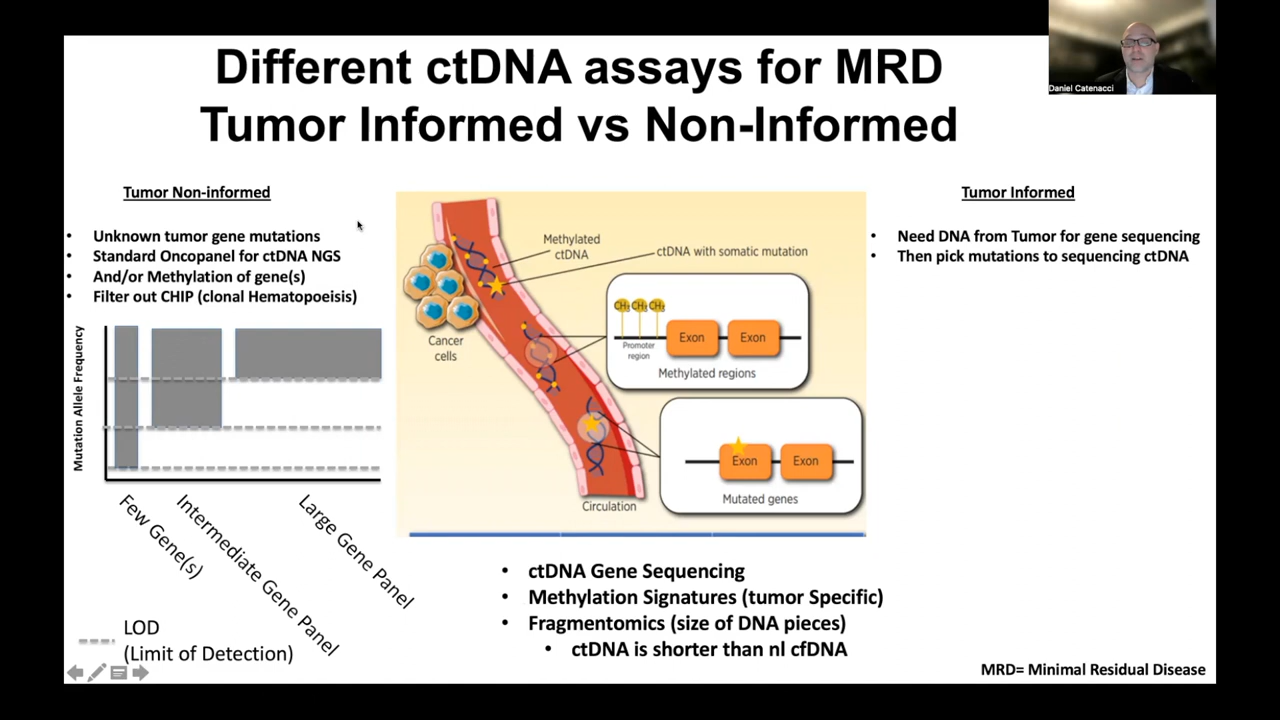 Different ctDNA assays for MRD
Tumor Informed vs Non-Informed
Daniel Catenacci
Tumor Non-informed
• Unknown tumor gene mutations
• Standard Oncopanel for ctDNA NGS
• And/or Methylation of gene(s)
• Filter out CHIP (clonal Hematopoeisis)
Mutation Allele Frequency
Few Gene(s)
Intermediate Gene Panel
Large Gene Panel
LOD
(Limit of Detection)
Methylated
ctDNA
ctDNA with somatic mutation
Cancer
cells
CH₃ CH₃ CH₃
Promoter
region
Exon
Exon
Methylated regions
Exon
Exon
Mutated genes
Circulation
• ctDNA Gene Sequencing
• Methylation Signatures (tumor Specific)
• Fragmentomics (size of DNA pieces)
• ctDNA is shorter than nl cfDNA
Tumor Informed
• Need DNA from Tumor for gene sequencing
• Then pick mutations to sequencing ctDNA
MRD= Minimal Residual Disease